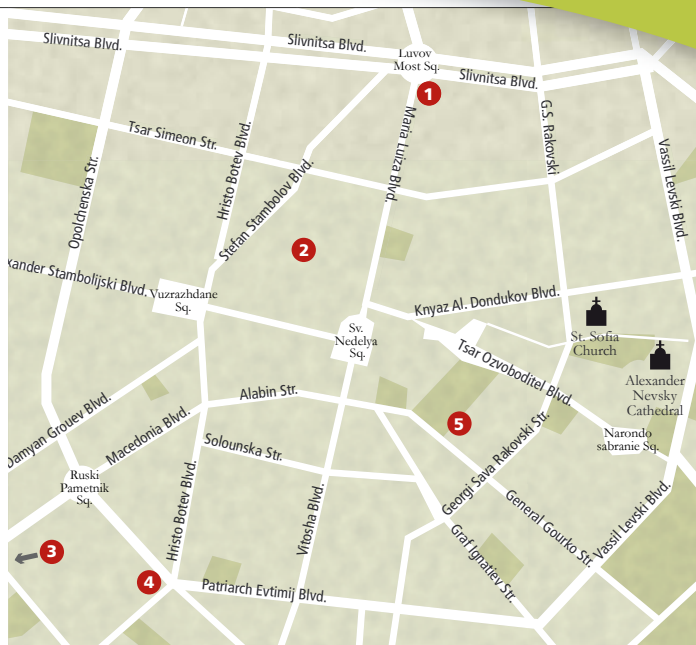 Slivnitsa Blvd.
Slivnitsa Blvd.
Luvov
Most Sq.
Slivnitsa Blvd.
1
G.S. Rakovski
Tsar Simeon Str.
Maria Luiza Blvd.
Vassil Levski Blvd.
Hristo Botev Blvd.
Opolchenska Str.
Stefan Stambolov Blvd.
2
xander Stambolijski Blvd.
Vuzrazhdane
Sq.
Knyaz Al. Dondukov Blvd.
Sv.
Nedelya
Sq.
St. Sofia
Church
Tsar Ozvoboditel Blvd.
Alexander
Nevsky
Cathedral
Alabin Str.
Damyan Grouev Blvd.
Macedonia Blvd.
5
Solounska Str.
Georgi Sava Rakovski Str.
Narondo
sabranie Sq.
Ruski
Pametnik
Sq.
Hristo Botev Blvd.
Vitosha Blvd.
General Gourko Str.
Vassil Levski Blvd.
Graf Ignatiev Str.
3
4
Patriarch Evtimij Blvd.